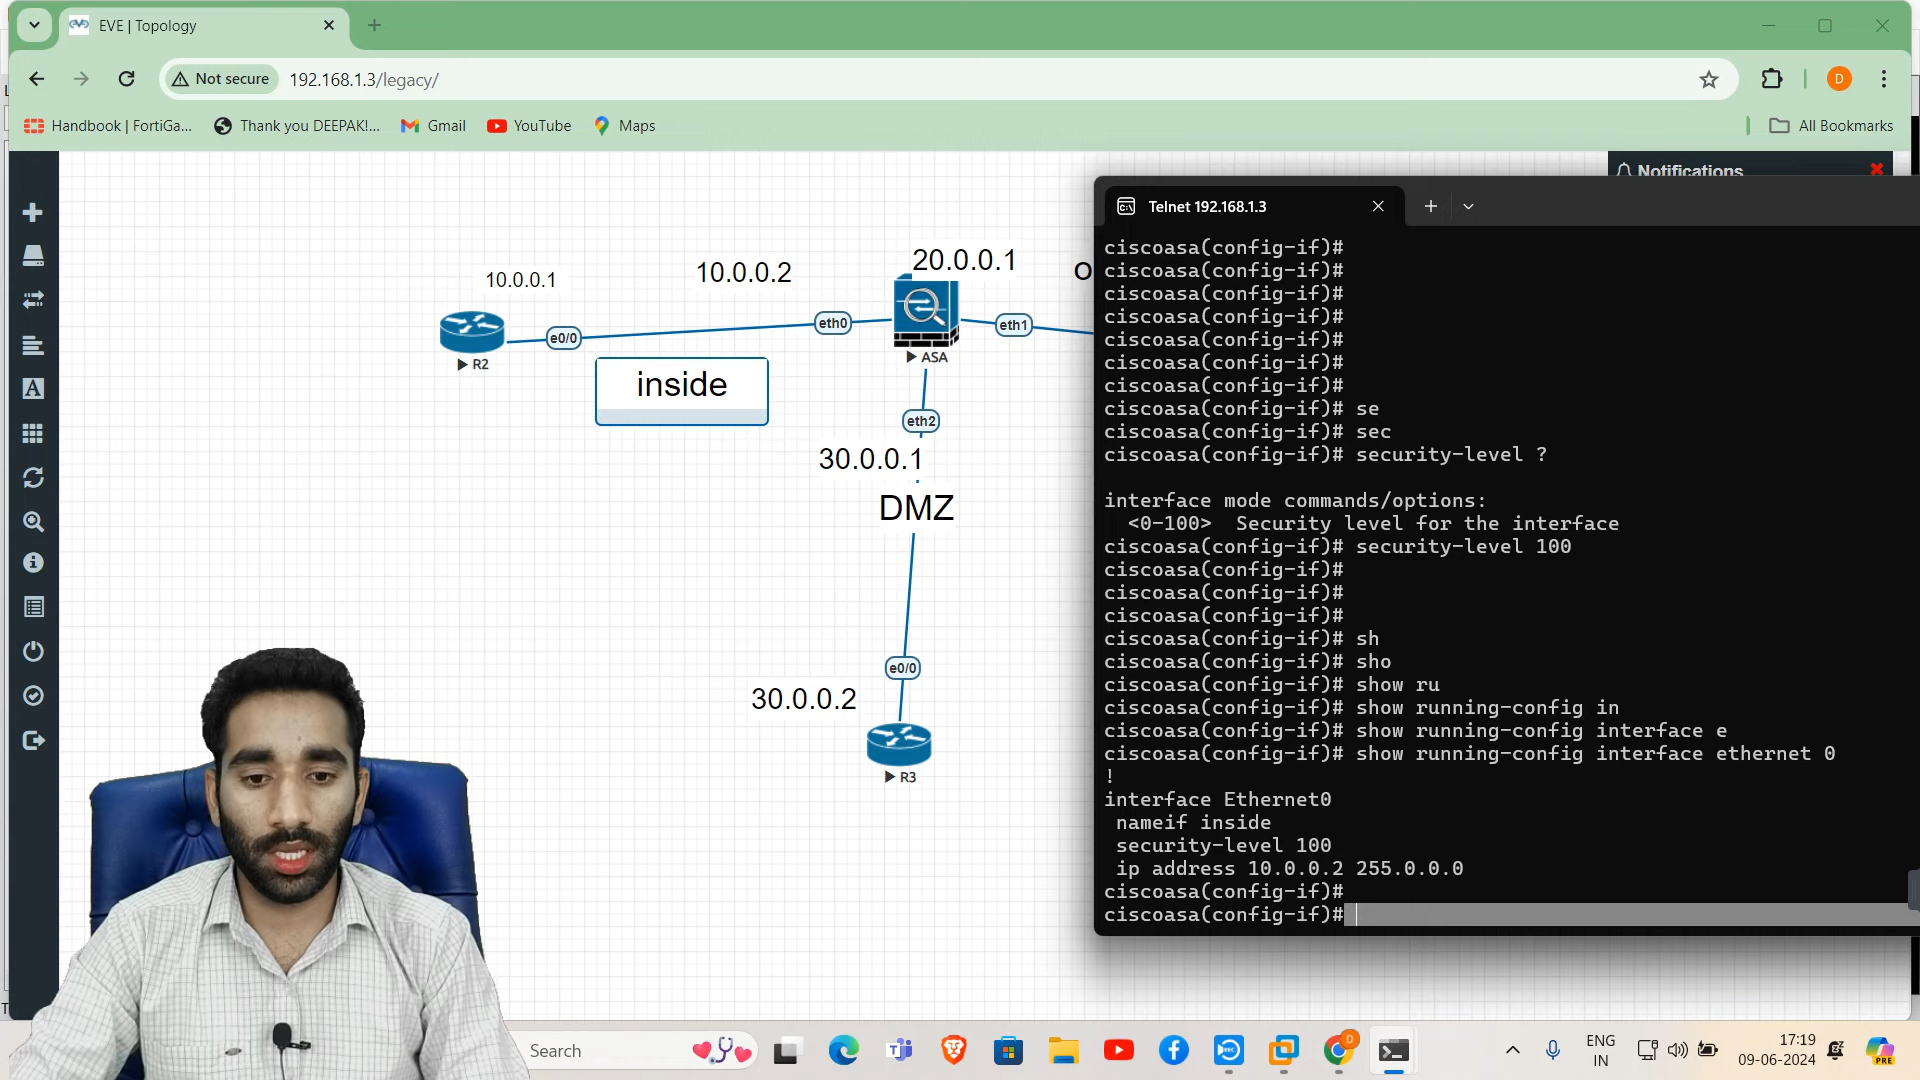 EVE | Topology
Not secure
192.168.1.3/legacy/
D
Handbook | FortiGa...
Thank you DEEPAK!...
Gmail
YouTube
Maps
All Bookmarks
Notifications
Telnet 192.168.1.3
10.0.0.1
10.0.0.2
20.0.0.1
O
R2
e0/0
eth0
ASA
eth1
inside
eth2
30.0.0.1
DMZ
e0/0
30.0.0.2
R3
ciscoasa(config-if)#
ciscoasa(config-if)#
ciscoasa(config-if)#
ciscoasa(config-if)#
ciscoasa(config-if)#
ciscoasa(config-if)#
ciscoasa(config-if)#
ciscoasa(config-if)# se
ciscoasa(config-if)# sec
ciscoasa(config-if)# security-level ?
interface mode commands/options:
<0-100>  Security level for the interface
ciscoasa(config-if)# security-level 100
ciscoasa(config-if)#
ciscoasa(config-if)#
ciscoasa(config-if)#
ciscoasa(config-if)# sh
ciscoasa(config-if)# sho
ciscoasa(config-if)# show ru
ciscoasa(config-if)# show running-config in
ciscoasa(config-if)# show running-config interface e
ciscoasa(config-if)# show running-config interface ethernet 0
!
interface Ethernet0
nameif inside
security-level 100
ip address 10.0.0.2 255.0.0.0
ciscoasa(config-if)#
ciscoasa(config-if)#
Search
D
ENG
IN
17:19
09-06-2024
PRE